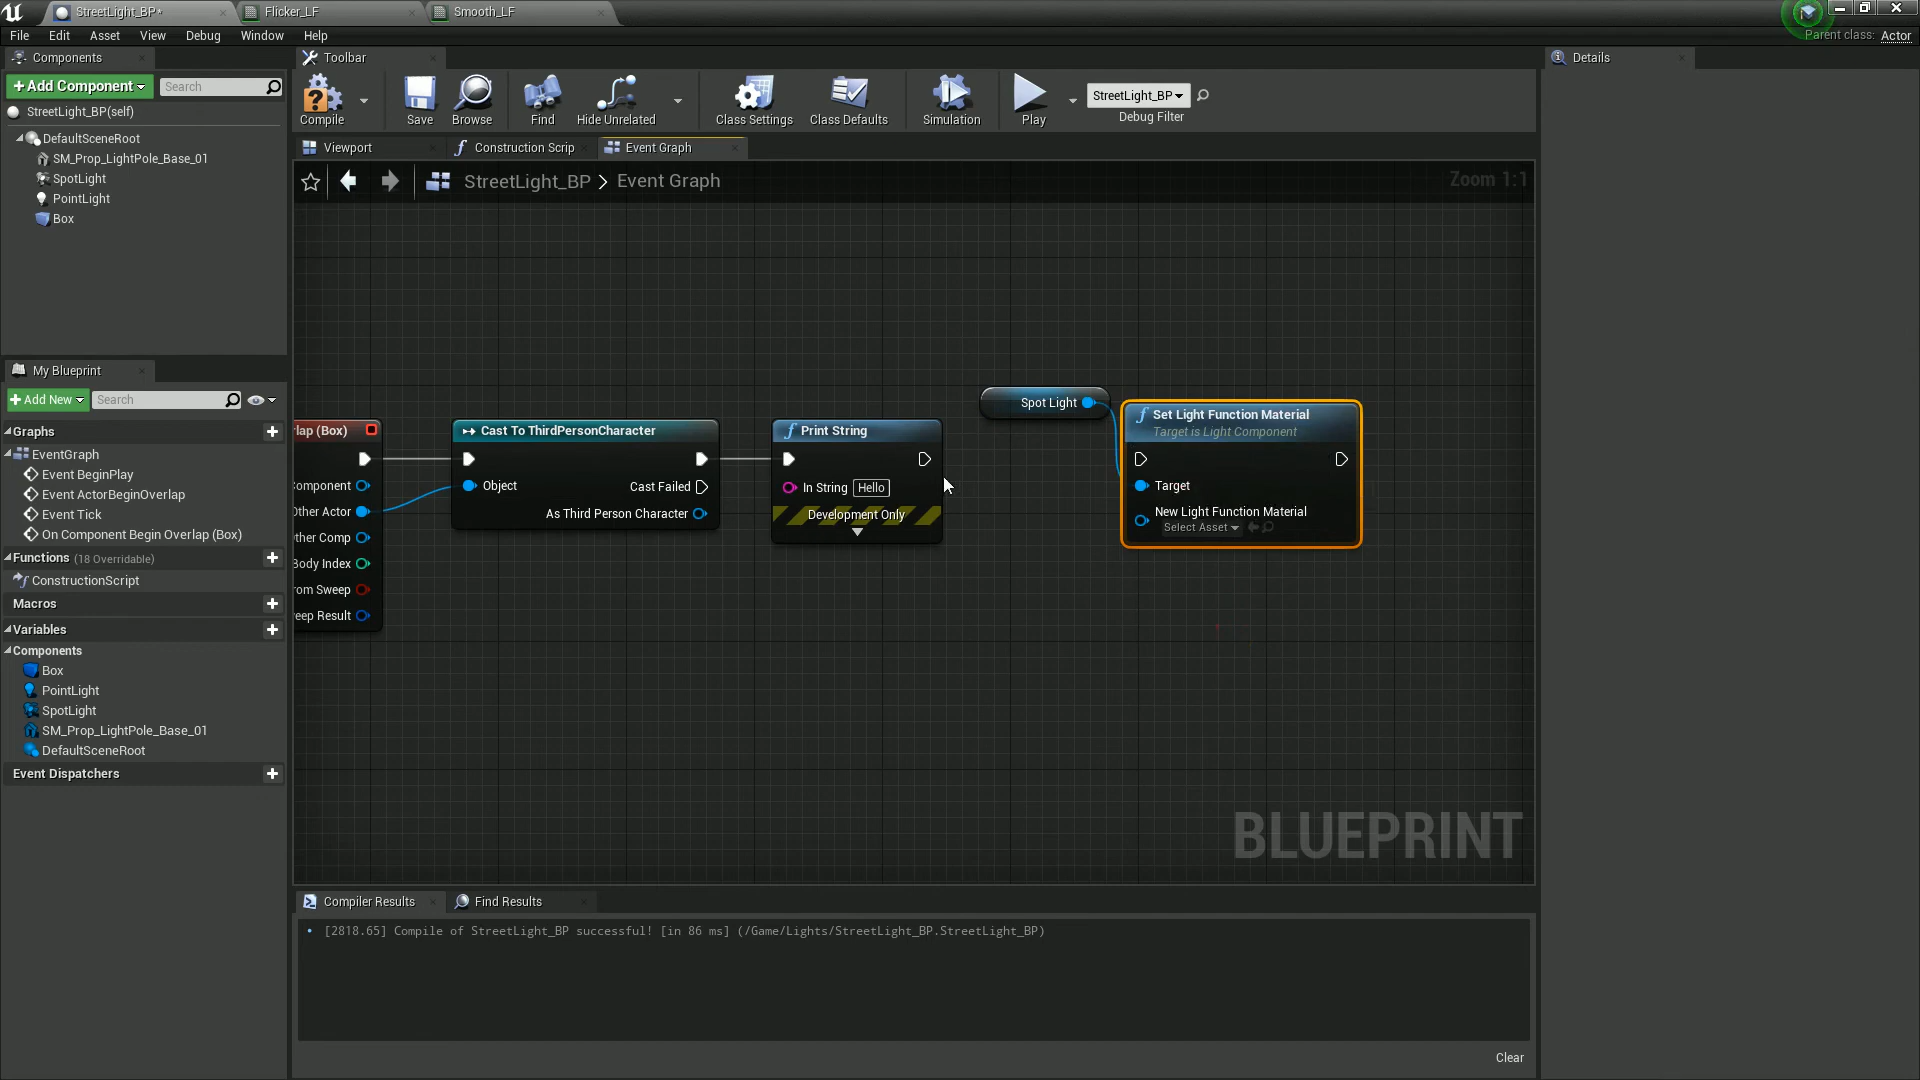 StreetLight_BP*
Flicker_LF
Smooth_LF
File
Edit
Asset
View
Debug
Window
Help
Parent class: Actor
Components
+ Add Component
Search
StreetLight_BP(self)
DefaultSceneRoot
SM_Prop_LightPole_Base_01
SpotLight
PointLight
Box
My Blueprint
+ Add New
Search
Graphs
EventGraph
Event BeginPlay
Event ActorBeginOverlap
Event Tick
On Component Begin Overlap (Box)
Functions (18 Overridable)
ConstructionScript
Macros
Variables
Components
Box
PointLight
SpotLight
SM_Prop_LightPole_Base_01
DefaultSceneRoot
Event Dispatchers
Toolbar
Compile
Save
Browse
Find
Hide Unrelated
Class Settings
Class Defaults
Simulation
Play
StreetLight_BP
Debug Filter
Viewport
Construction Scrip
Event Graph
StreetLight_BP > Event Graph
Zoom 1:1
lap (Box)
omponent
Other Actor
ther Comp
Body Index
rom Sweep
eep Result
Cast To ThirdPersonCharacter
Object
Cast Failed
As Third Person Character
Print String
In String Hello
Development Only
Spot Light
Set Light Function Material
Target is Light Component
Target
New Light Function Material
Select Asset
BLUEPRINT
Compiler Results
Find Results
[2818.65] Compile of StreetLight_BP successful! [in 86 ms] (/Game/Lights/StreetLight_BP.StreetLight_BP)
Clear
Details